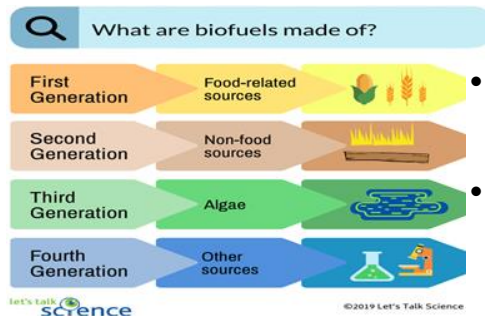 What are biofuels made of?
First
Generation
Food-related
sources
Second
Generation
Non-food
sources
Third
Generation
Algae
Fourth
Generation
Other
sources
let's talk
science
©2019 Let's Talk Science